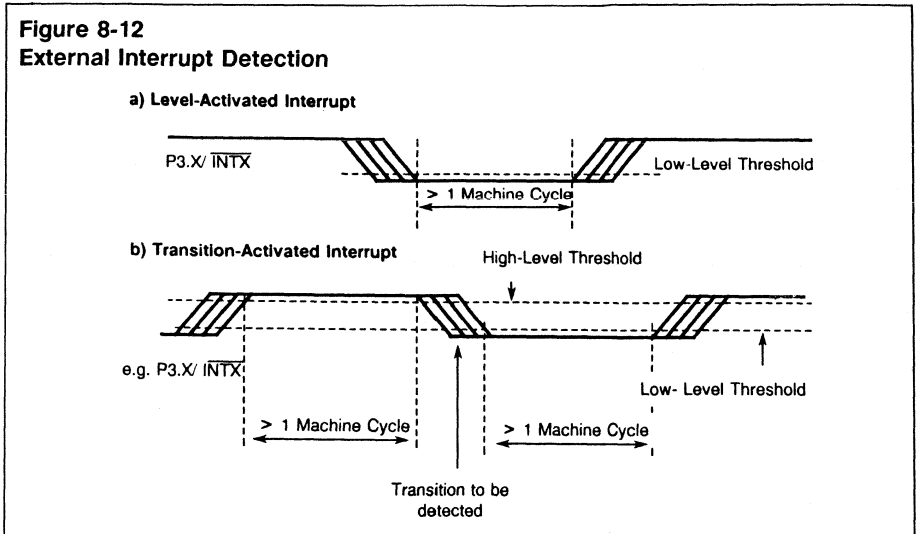 Figure 8-12
External Interrupt Detection
a) Level-Activated Interrupt
P3.X/ INTX
Low-Level Threshold
> 1 Machine Cycle
b) Transition-Activated Interrupt
High-Level Threshold
e.g. P3.X/ INTX
Low- Level Threshold
> 1 Machine Cycle
> 1 Machine Cycle
Transition to be
detected